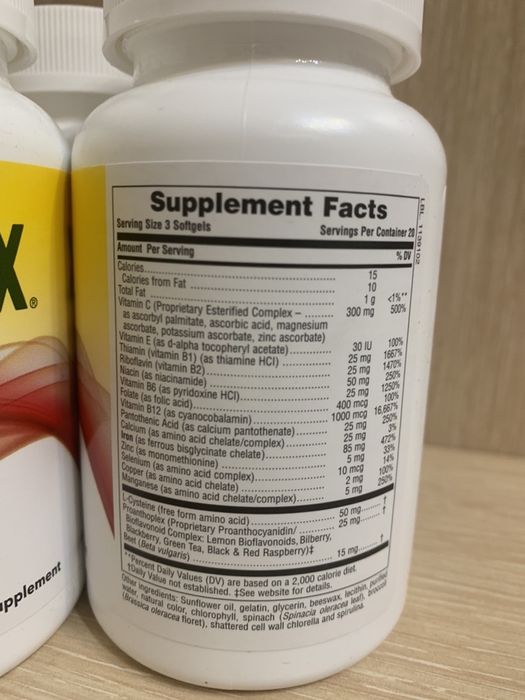 X®
upplement
Supplement Facts
Serving Size 3 Softgels Servings Per Container 20
Amount Per Serving % DV
Calories.......... 15
Calories from Fat .......... 10
Total Fat .......... 1 g <1%**
Vitamin C (Proprietary Esterified Complex – ....... 300 mg 500%
as ascorbyl palmitate, ascorbic acid, magnesium
ascorbate, potassium ascorbate, zinc ascorbate)
Vitamin E (as d-alpha tocopheryl acetate).......... 30 IU 100%
Thiamin (vitamin B1) (as thiamine HCl) .......... 25 mg 1667%
Riboflavin (vitamin B2).......... 25 mg 1470%
Niacin (as niacinamide) .......... 50 mg 250%
Vitamin B6 (as pyridoxine HCl).......... 25 mg 1250%
Folate (as folic acid).......... 400 mcg 100%
Vitamin B12 (as cyanocobalamin) .......... 1000 mcg 16,667%
Pantothenic Acid (as calcium pantothenate).......... 25 mg 250%
Calcium (as amino acid chelate/complex).......... 25 mg 3%
Iron (as ferrous bisglycinate chelate).......... 85 mg 472%
Zinc (as monomethionine) .......... 5 mg 33%
Selenium (as amino acid complex).......... 10 mcg 14%
Copper (as amino acid chelate).......... 2 mg 100%
Manganese (as amino acid chelate/complex).......... 5 mg 250%
L-Cysteine (free form amino acid) .......... 50 mg........†
Proanthoplex (Proprietary Proanthocyanidin/ ....... 25 mg........†
Bioflavonoid Complex: Lemon Bioflavonoids, Bilberry,
Blackberry, Green Tea, Black & Red Raspberry)‡
Beet (Beta vulgaris) .......... 15 mg........†
**Percent Daily Values (DV) are based on a 2,000 calorie diet.
†Daily Value not established. ‡See website for details.
Other ingredients: Sunflower oil, gelatin, glycerin, beeswax, lecithin, purified
water, natural color, chlorophyll, spinach (Spinacia oleracea leaf), broccoli
(Brassica oleracea floret), shattered cell wall chlorella and spirulina.